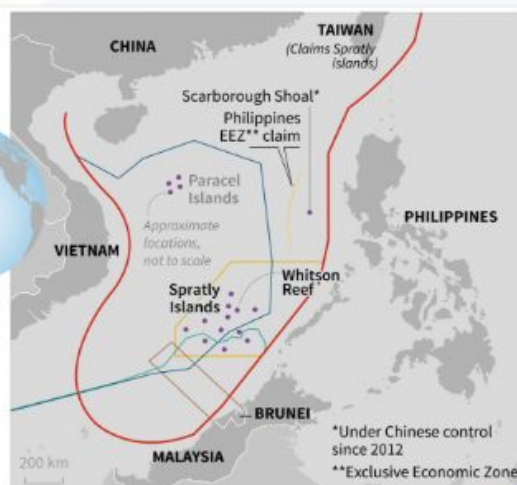 TAIWAN
(Claims Spratly
islands)
CHINA
Scarborough Shoal*
Philippines
EEZ** claim
Paracel
Islands
Approximate
locations,
not to scale
PHILIPPINES
VIETNAM
Spratly
Islands
Whitson
Reef
BRUNEI
MALAYSIA
200 km
*Under Chinese control
since 2012
**Exclusive Economic Zone